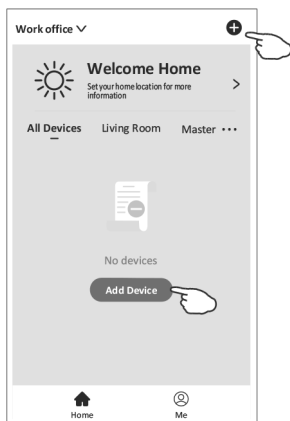 Work office
Welcome Home
Set your home location for more
information
All Devices Living Room Master
No devices
Add Device
Home Me